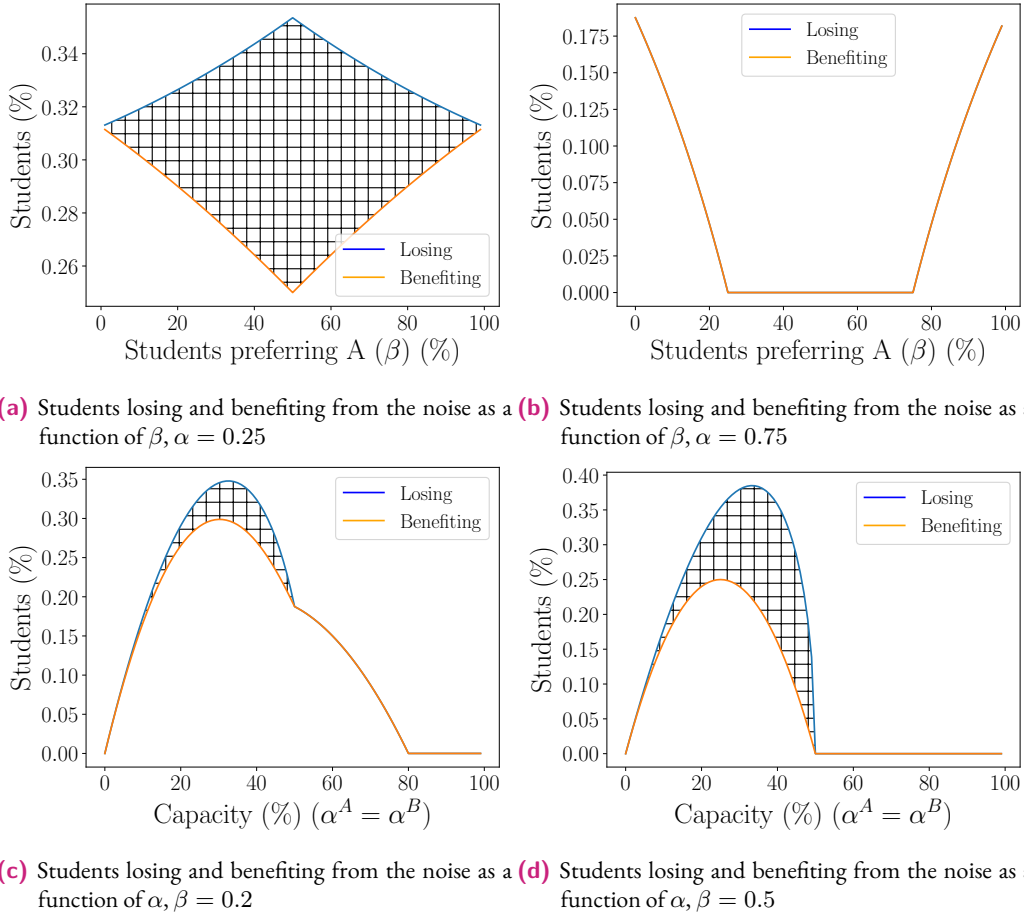 0.34
0.32
0.30
0.28
0.26
Students (%)
Losing
Benefiting
0 20 40 60 80 100
Students preferring A (β) (%)
0.175
0.150
0.125
0.100
0.075
0.050
0.025
0.000
Students (%)
Losing
Benefiting
0 20 40 60 80 100
Students preferring A (β) (%)
(a) Students losing and benefiting from the noise as a
function of β, α = 0.25
(b) Students losing and benefiting from the noise as a
function of β, α = 0.75
0.35
0.30
0.25
0.20
0.15
0.10
0.05
0.00
Students (%)
Losing
Benefiting
0 20 40 60 80 100
Capacity (%) (α^A = α^B)
0.40
0.35
0.30
0.25
0.20
0.15
0.10
0.05
0.00
Students (%)
Losing
Benefiting
0 20 40 60 80 100
Capacity (%) (α^A = α^B)
(c) Students losing and benefiting from the noise as a
function of α, β = 0.2
(d) Students losing and benefiting from the noise as a
function of α, β = 0.5